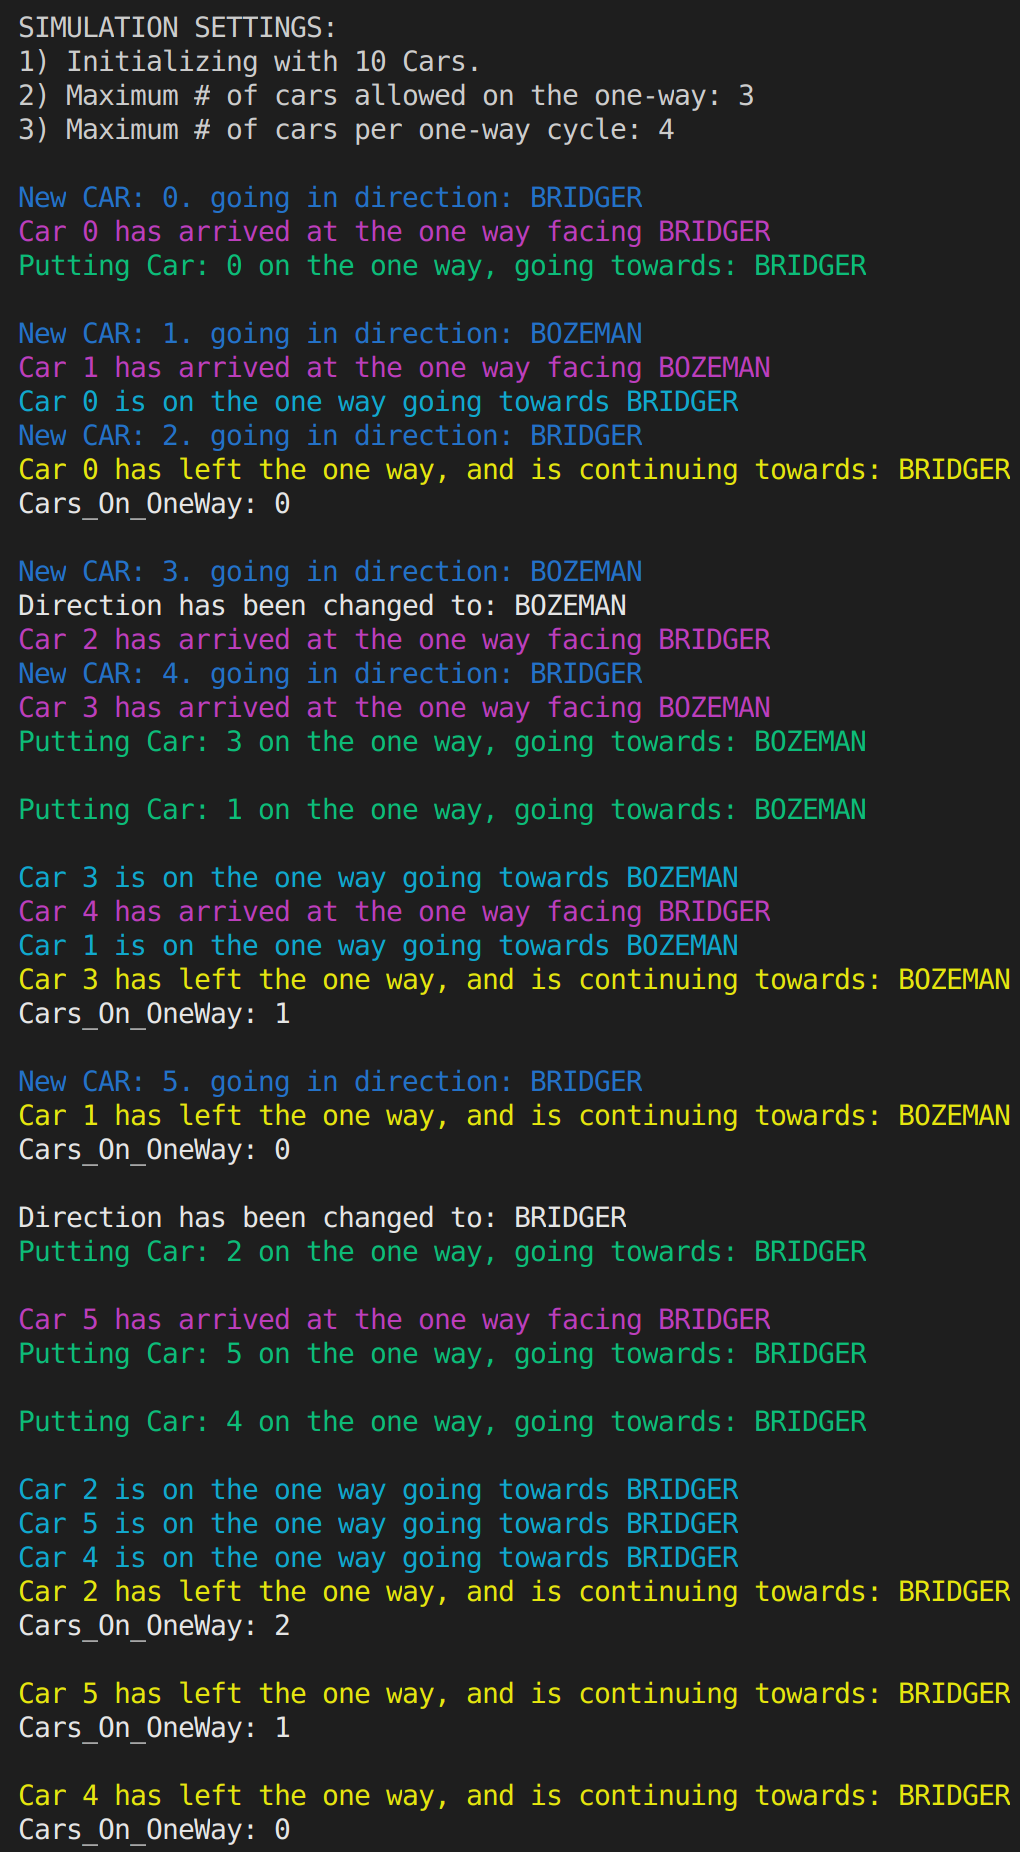 SIMULATION SETTINGS:
1) Initializing with 10 Cars.
2) Maximum # of cars allowed on the one-way: 3
3) Maximum # of cars per one-way cycle: 4
New CAR: 0. going in direction: BRIDGER
Car 0 has arrived at the one way facing BRIDGER
Putting Car: 0 on the one way, going towards: BRIDGER
New CAR: 1. going in direction: BOZEMAN
Car 1 has arrived at the one way facing BOZEMAN
Car 0 is on the one way going towards BRIDGER
New CAR: 2. going in direction: BRIDGER
Car 0 has left the one way, and is continuing towards: BRIDGER
Cars_On_OneWay: 0
New CAR: 3. going in direction: BOZEMAN
Direction has been changed to: BOZEMAN
Car 2 has arrived at the one way facing BRIDGER
New CAR: 4. going in direction: BRIDGER
Car 3 has arrived at the one way facing BOZEMAN
Putting Car: 3 on the one way, going towards: BOZEMAN
Putting Car: 1 on the one way, going towards: BOZEMAN
Car 3 is on the one way going towards BOZEMAN
Car 4 has arrived at the one way facing BRIDGER
Car 1 is on the one way going towards BOZEMAN
Car 3 has left the one way, and is continuing towards: BOZEMAN
Cars_On_OneWay: 1
New CAR: 5. going in direction: BRIDGER
Car 1 has left the one way, and is continuing towards: BOZEMAN
Cars_On_OneWay: 0
Direction has been changed to: BRIDGER
Putting Car: 2 on the one way, going towards: BRIDGER
Car 5 has arrived at the one way facing BRIDGER
Putting Car: 5 on the one way, going towards: BRIDGER
Putting Car: 4 on the one way, going towards: BRIDGER
Car 2 is on the one way going towards BRIDGER
Car 5 is on the one way going towards BRIDGER
Car 4 is on the one way going towards BRIDGER
Car 2 has left the one way, and is continuing towards: BRIDGER
Cars_On_OneWay: 2
Car 5 has left the one way, and is continuing towards: BRIDGER
Cars_On_OneWay: 1
Car 4 has left the one way, and is continuing towards: BRIDGER
Cars_On_OneWay: 0